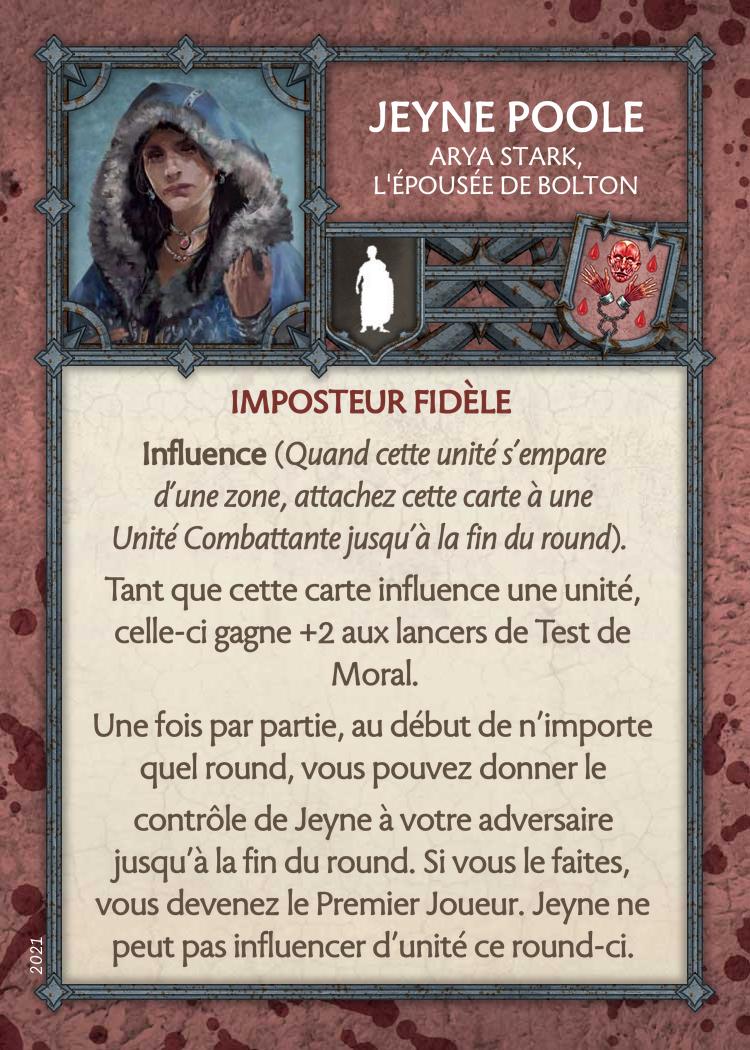 JEYNE POOLE
ARYA STARK,
L'ÉPOUSÉE DE BOLTON
IMPOSTEUR FIDÈLE
Influence (Quand cette unité s'empare
d'une zone, attachez cette carte à une
Unité Combattante jusqu'à la fin du round).
Tant que cette carte influence une unité,
celle-ci gagne +2 aux lancers de Test de
Moral.
Une fois par partie, au début de n'importe
quel round, vous pouvez donner le
contrôle de Jeyne à votre adversaire
jusqu'à la fin du round. Si vous le faites,
vous devenez le Premier Joueur. Jeyne ne
peut pas influencer d'unité ce round-ci.
2021